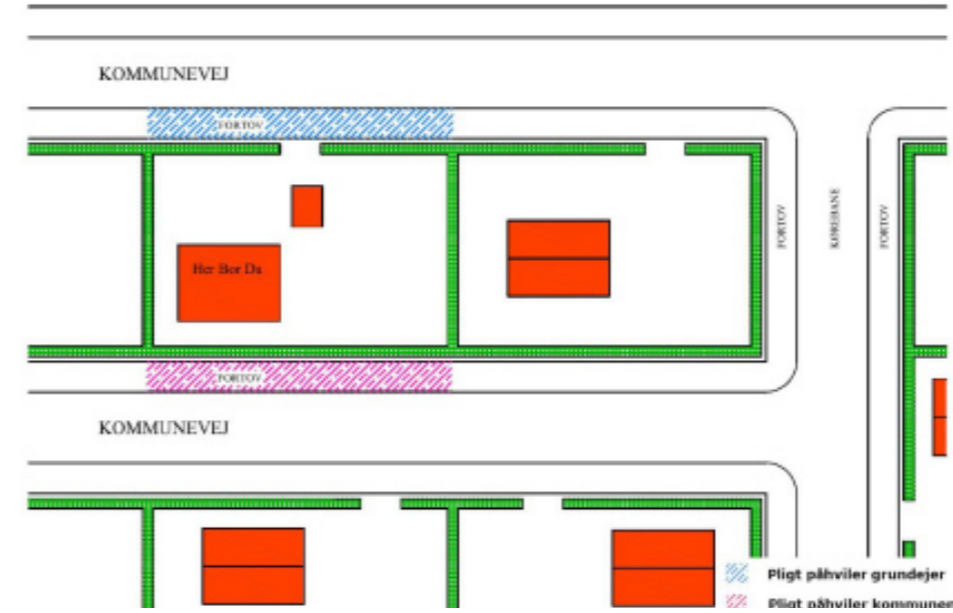 KOMMUNEVEJ
FORTOV
Her Bor Du
FORTOV
KØREBANE
FORTOV
FORTOV
KOMMUNEVEJ
Pligt påhviler grundejer
Pligt påhviler kommunen